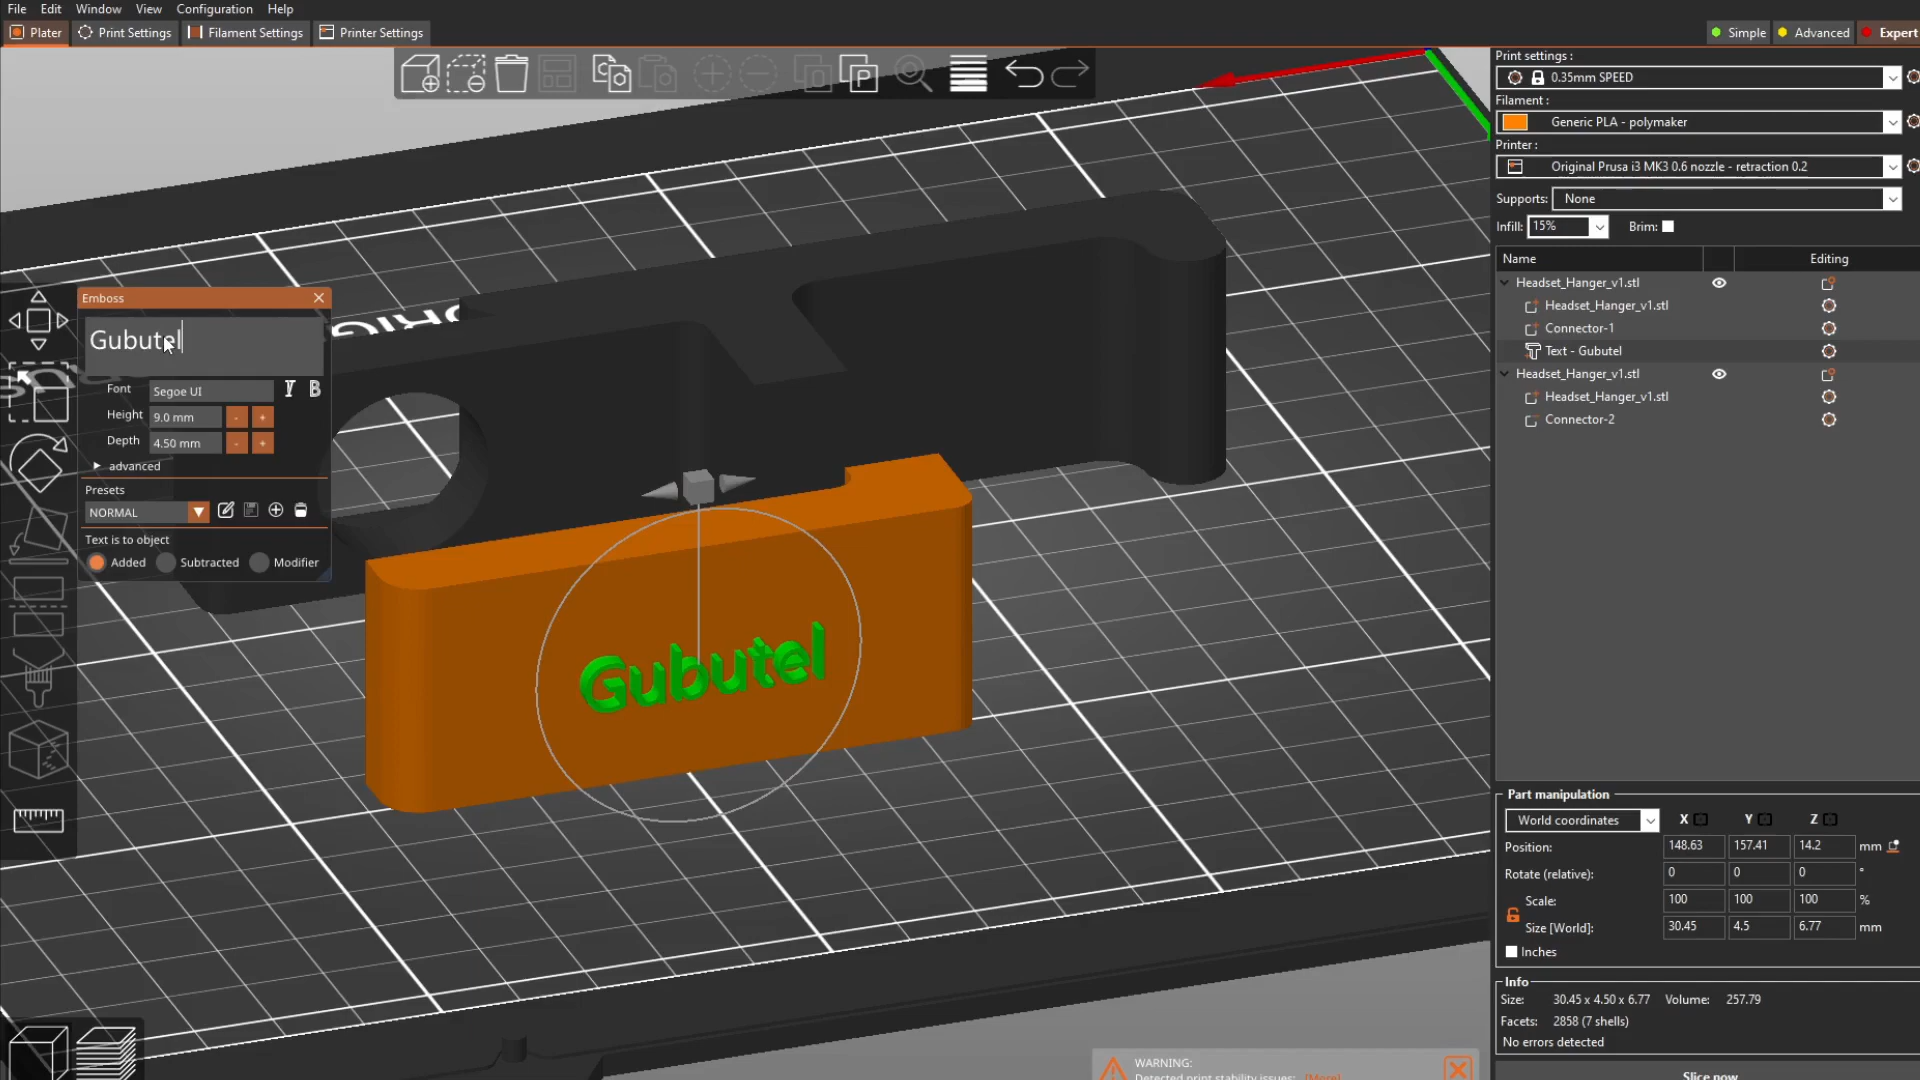 File Edit Window View Configuration Help
Plater Print Settings Filament Settings Printer Settings
Simple Advanced Expert
Print settings :
0.35mm SPEED
Filament :
Generic PLA - polymaker
Printer :
Original Prusa i3 MK3 0.6 nozzle - retraction 0.2
Supports: None
Infill: 15% Brim:
Name Editing
Headset_Hanger_v1.stl
Headset_Hanger_v1.stl
Connector-1
Text - Gubutel
Headset_Hanger_v1.stl
Headset_Hanger_v1.stl
Connector-2
Emboss
Gubutel
Font Segoe UI
Height 9.0 mm - +
Depth 4.50 mm - +
advanced
Presets
NORMAL
Text is to object
Added Subtracted Modifier
Gubutel
Part manipulation
World coordinates X Y Z
Position: 148.63 157.41 14.2 mm
Rotate (relative): 0 0 0 °
Scale: 100 100 100 %
Size [World]: 30.45 4.5 6.77 mm
Inches
Info
Size: 30.45 x 4.50 x 6.77 Volume: 257.79
Facets: 2858 (7 shells)
No errors detected
Slice now
WARNING:
Detected print stability issues: (More)